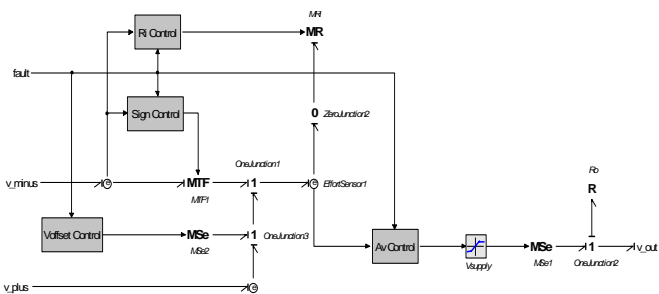 MRi
Ri Control
MR
fault
0 ZeroJunction2
Sign Control
OneJunction1
Ro
v_minus
e
MTF
1
e
EffortSensor1
MTF1
R
Voffset Control
MSe
1
OneJunction3
Av Control
MSe
1
v_out
MSe2
Vsupply
MSe1
OneJunction2
v_plus
e